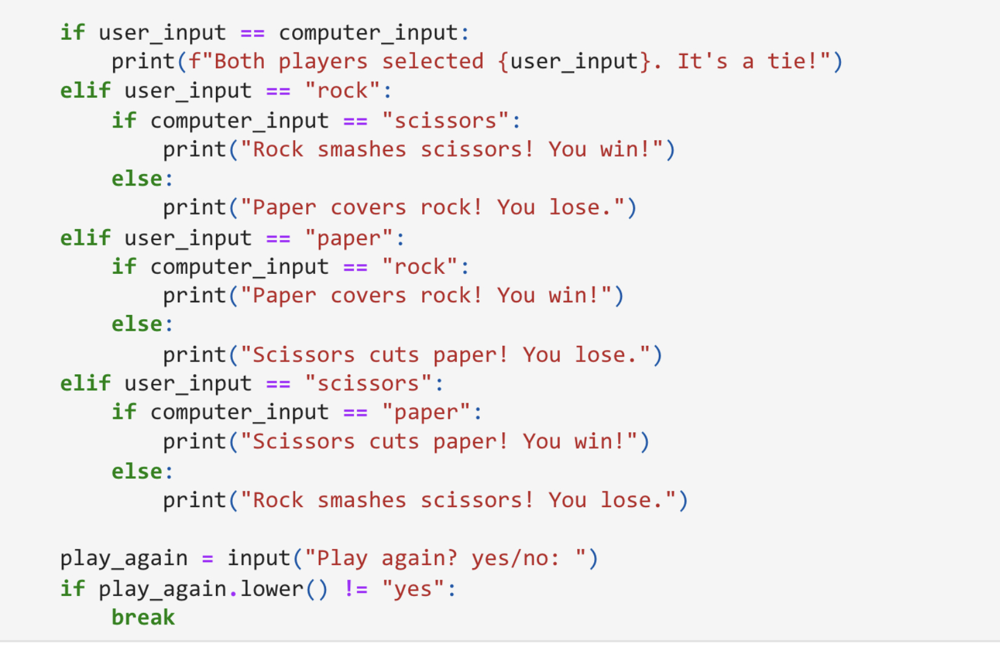 if user_input == computer_input:
    print(f"Both players selected {user_input}. It's a tie!")
elif user_input == "rock":
    if computer_input == "scissors":
        print("Rock smashes scissors! You win!")
    else:
        print("Paper covers rock! You lose.")
elif user_input == "paper":
    if computer_input == "rock":
        print("Paper covers rock! You win!")
    else:
        print("Scissors cuts paper! You lose.")
elif user_input == "scissors":
    if computer_input == "paper":
        print("Scissors cuts paper! You win!")
    else:
        print("Rock smashes scissors! You lose.")

play_again = input("Play again? yes/no: ")
if play_again.lower() != "yes":
    break